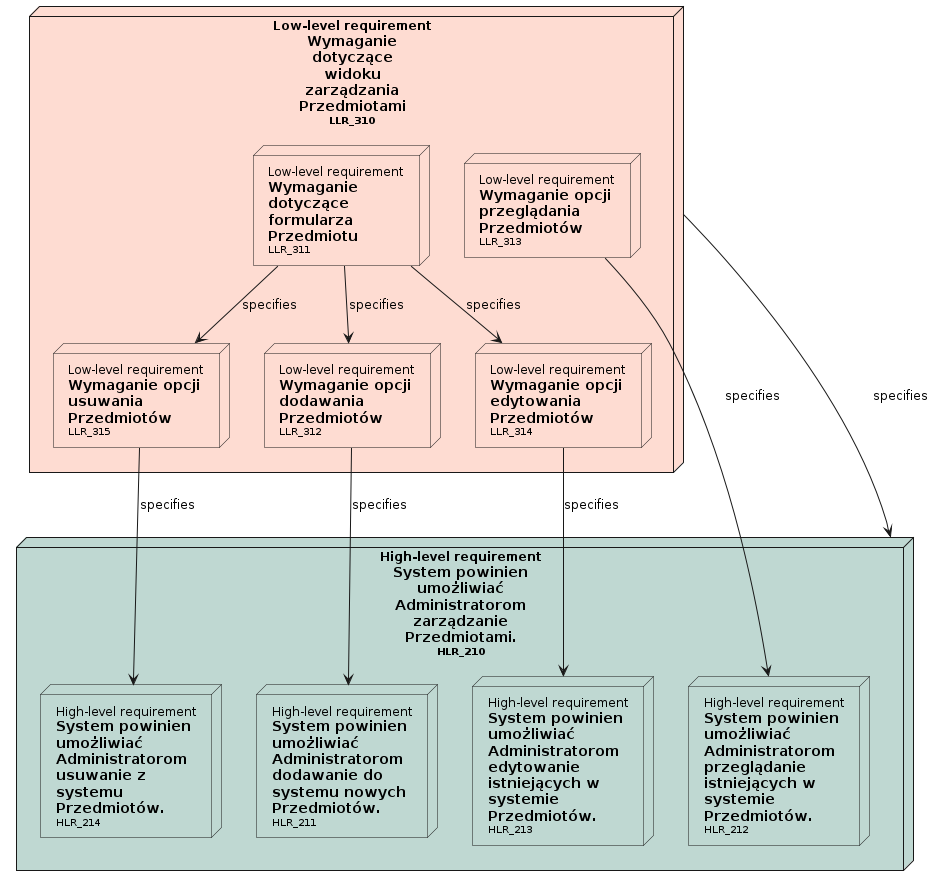 Low-level requirement
Wymaganie
dotyczące
widoku
zarządzania
Przedmiotami
LLR_310
Low-level requirement
Wymaganie
dotyczące
formularza
Przedmiotu
LLR_311
Low-level requirement
Wymaganie opcji
przeglądania
Przedmiotów
LLR_313
specifies
specifies
specifies
Low-level requirement
Wymaganie opcji
usuwania
Przedmiotów
LLR_315
Low-level requirement
Wymaganie opcji
dodawania
Przedmiotów
LLR_312
Low-level requirement
Wymaganie opcji
edytowania
Przedmiotów
LLR_314
specifies
specifies
specifies
specifies
specifies
High-level requirement
System powinien
umożliwiać
Administratorom
zarządzanie
Przedmiotami.
HLR_210
High-level requirement
System powinien
umożliwiać
Administratorom
usuwanie z
systemu
Przedmiotów.
HLR_214
High-level requirement
System powinien
umożliwiać
Administratorom
dodawanie do
systemu nowych
Przedmiotów.
HLR_211
High-level requirement
System powinien
umożliwiać
Administratorom
edytowanie
istniejących w
systemie
Przedmiotów.
HLR_213
High-level requirement
System powinien
umożliwiać
Administratorom
przeglądanie
istniejących w
systemie
Przedmiotów.
HLR_212